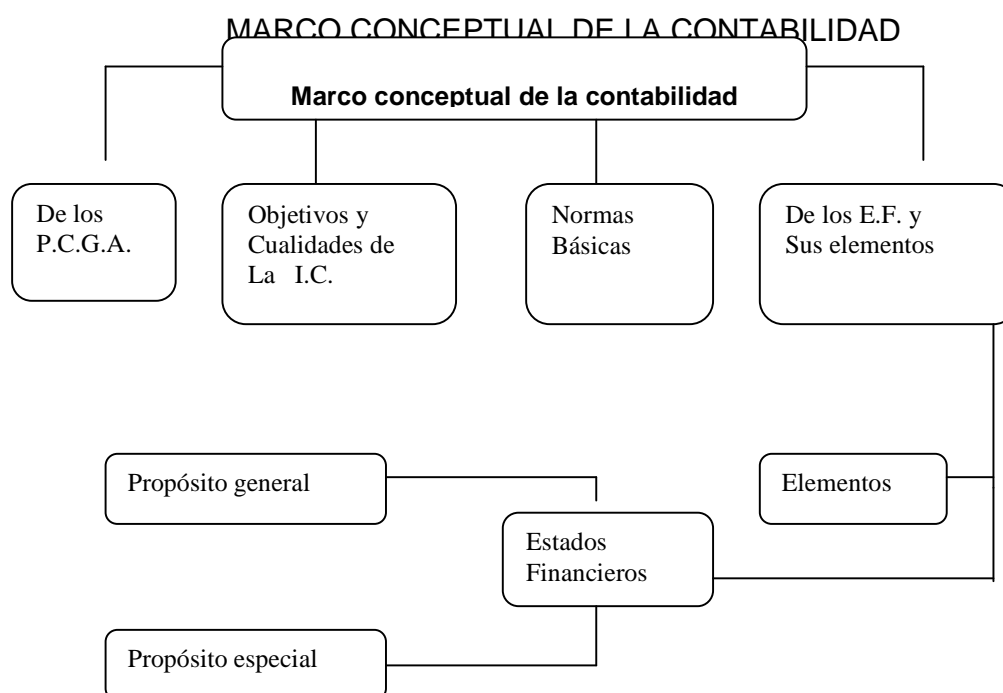 MARCO CONCEPTUAL DE LA CONTABILIDAD
Marco conceptual de la contabilidad
De los
P.C.G.A.
Objetivos y
Cualidades de
La I.C.
Normas
Básicas
De los E.F. y
Sus elementos
Propósito general
Elementos
Estados
Financieros
Propósito especial